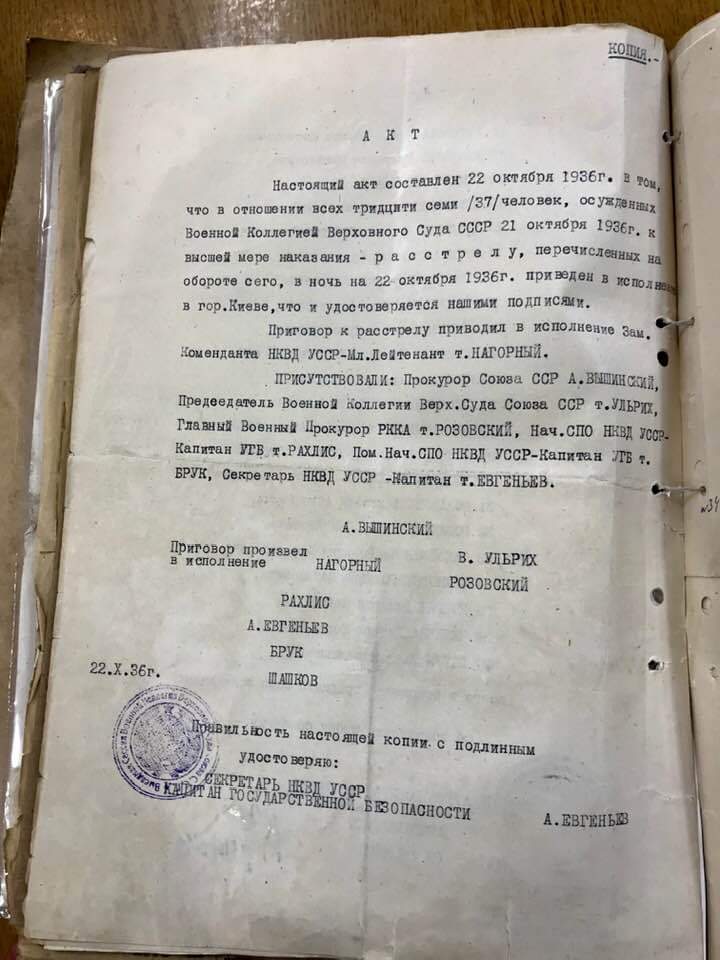 КОПИЯ.-
А К Т
Настоящий акт составлен 22 октября 1936г. в том,
что в отношении всех тридцити семи /37/человек, осужденных
Военной Коллегией Верховного Суда СССР 21 октября 1936г. к
высшей мере наказания - р а с с т р е л у, перечисленных на
обороте сего, в ночь на 22 октября 1936г. приведен в исполнение
в гор.Киеве,что и удостоверяется нашими подписями.
Приговор к расстрелу приводил в исполнение Зам.
Коменданта НКВД УССР-Мл.Лейтенант т.НАГОРНЫЙ.
ПРИСУТСТВОВАЛИ: Прокурор Союза ССР А.ВЫШИНСКИЙ,
Председатель Военной Коллегии Верх.Суда Союза ССР т.УЛЬРИХ,
Главный Военный Прокурор РККА т.РОЗОВСКИЙ, Нач.СПО НКВД УССР-
Капитан УГБ т.РАХЛИС, Пом.Нач.СПО НКВД УССР-Капитан УГБ т.
БРУК, Секретарь НКВД УССР -Капитан т.ЕВГЕНЬЕВ.
А.ВЫШИНСКИЙ
Приговор произвел
в исполнение НАГОРНЫЙ В. УЛЬРИХ
РОЗОВСКИЙ
РАХЛИС
А.ЕВГЕНЬЕВ
БРУК
22.X.36г. ШАШКОВ
Правильность настоящей копии с подлинным
удостоверяю:
СЕКРЕТАРЬ НКВД УССР
КАПИТАН ГОСУДАРСТВЕННОЙ БЕЗОПАСНОСТИ А.ЕВГЕНЬЕВ